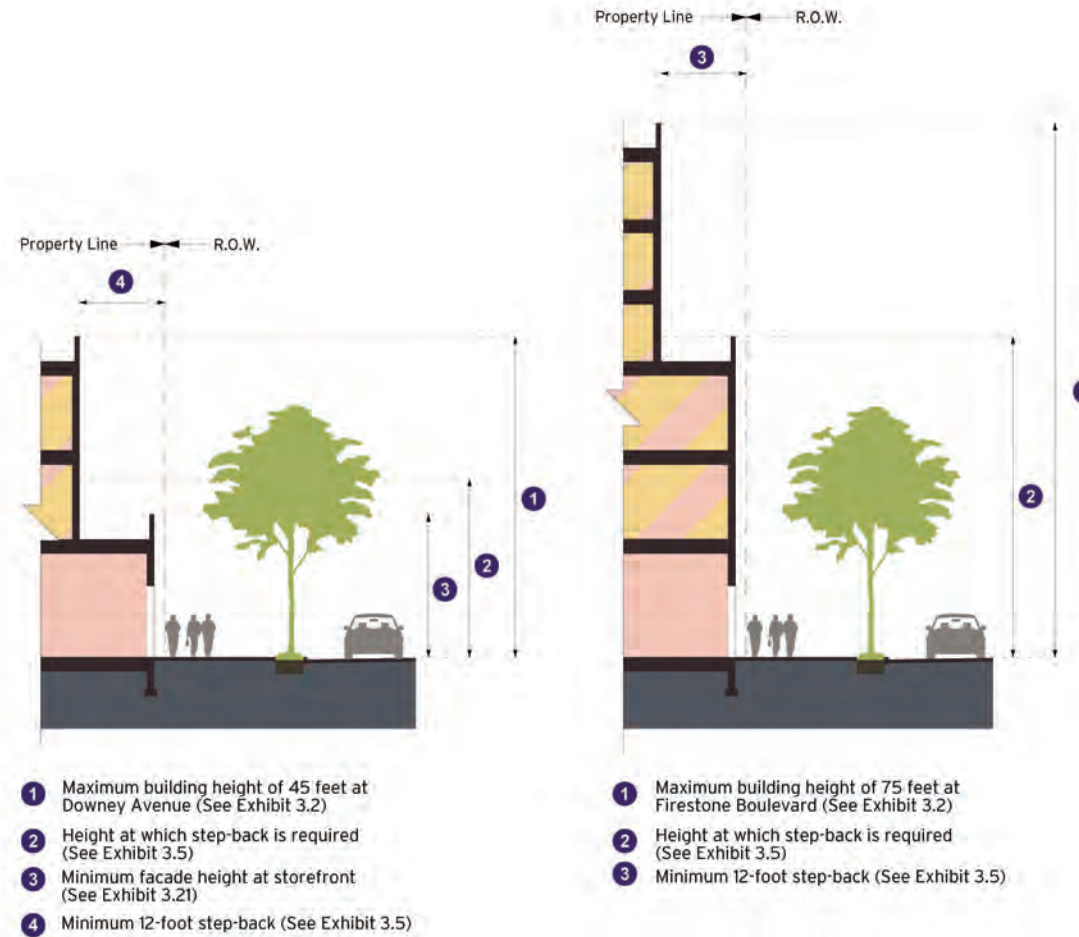 Property Line
R.O.W.
3
Property Line
R.O.W.
4
1
2
3
2
1 Maximum building height of 45 feet at
Downey Avenue (See Exhibit 3.2)
2 Height at which step-back is required
(See Exhibit 3.5)
3 Minimum facade height at storefront
(See Exhibit 3.21)
4 Minimum 12-foot step-back (See Exhibit 3.5)
1 Maximum building height of 75 feet at
Firestone Boulevard (See Exhibit 3.2)
2 Height at which step-back is required
(See Exhibit 3.5)
3 Minimum 12-foot step-back (See Exhibit 3.5)